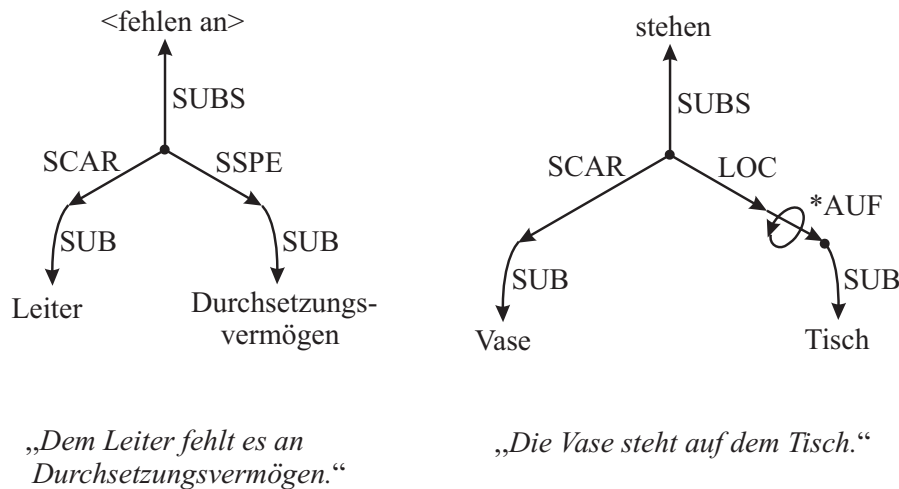 <fehlen an>
SUBS
SCAR
SSPE
SUB
SUB
Leiter
Durchsetzungs-
vermögen
„Dem Leiter fehlt es an
Durchsetzungsvermögen.“
stehen
SUBS
SCAR
LOC
*AUF
SUB
SUB
Vase
Tisch
„Die Vase steht auf dem Tisch.“